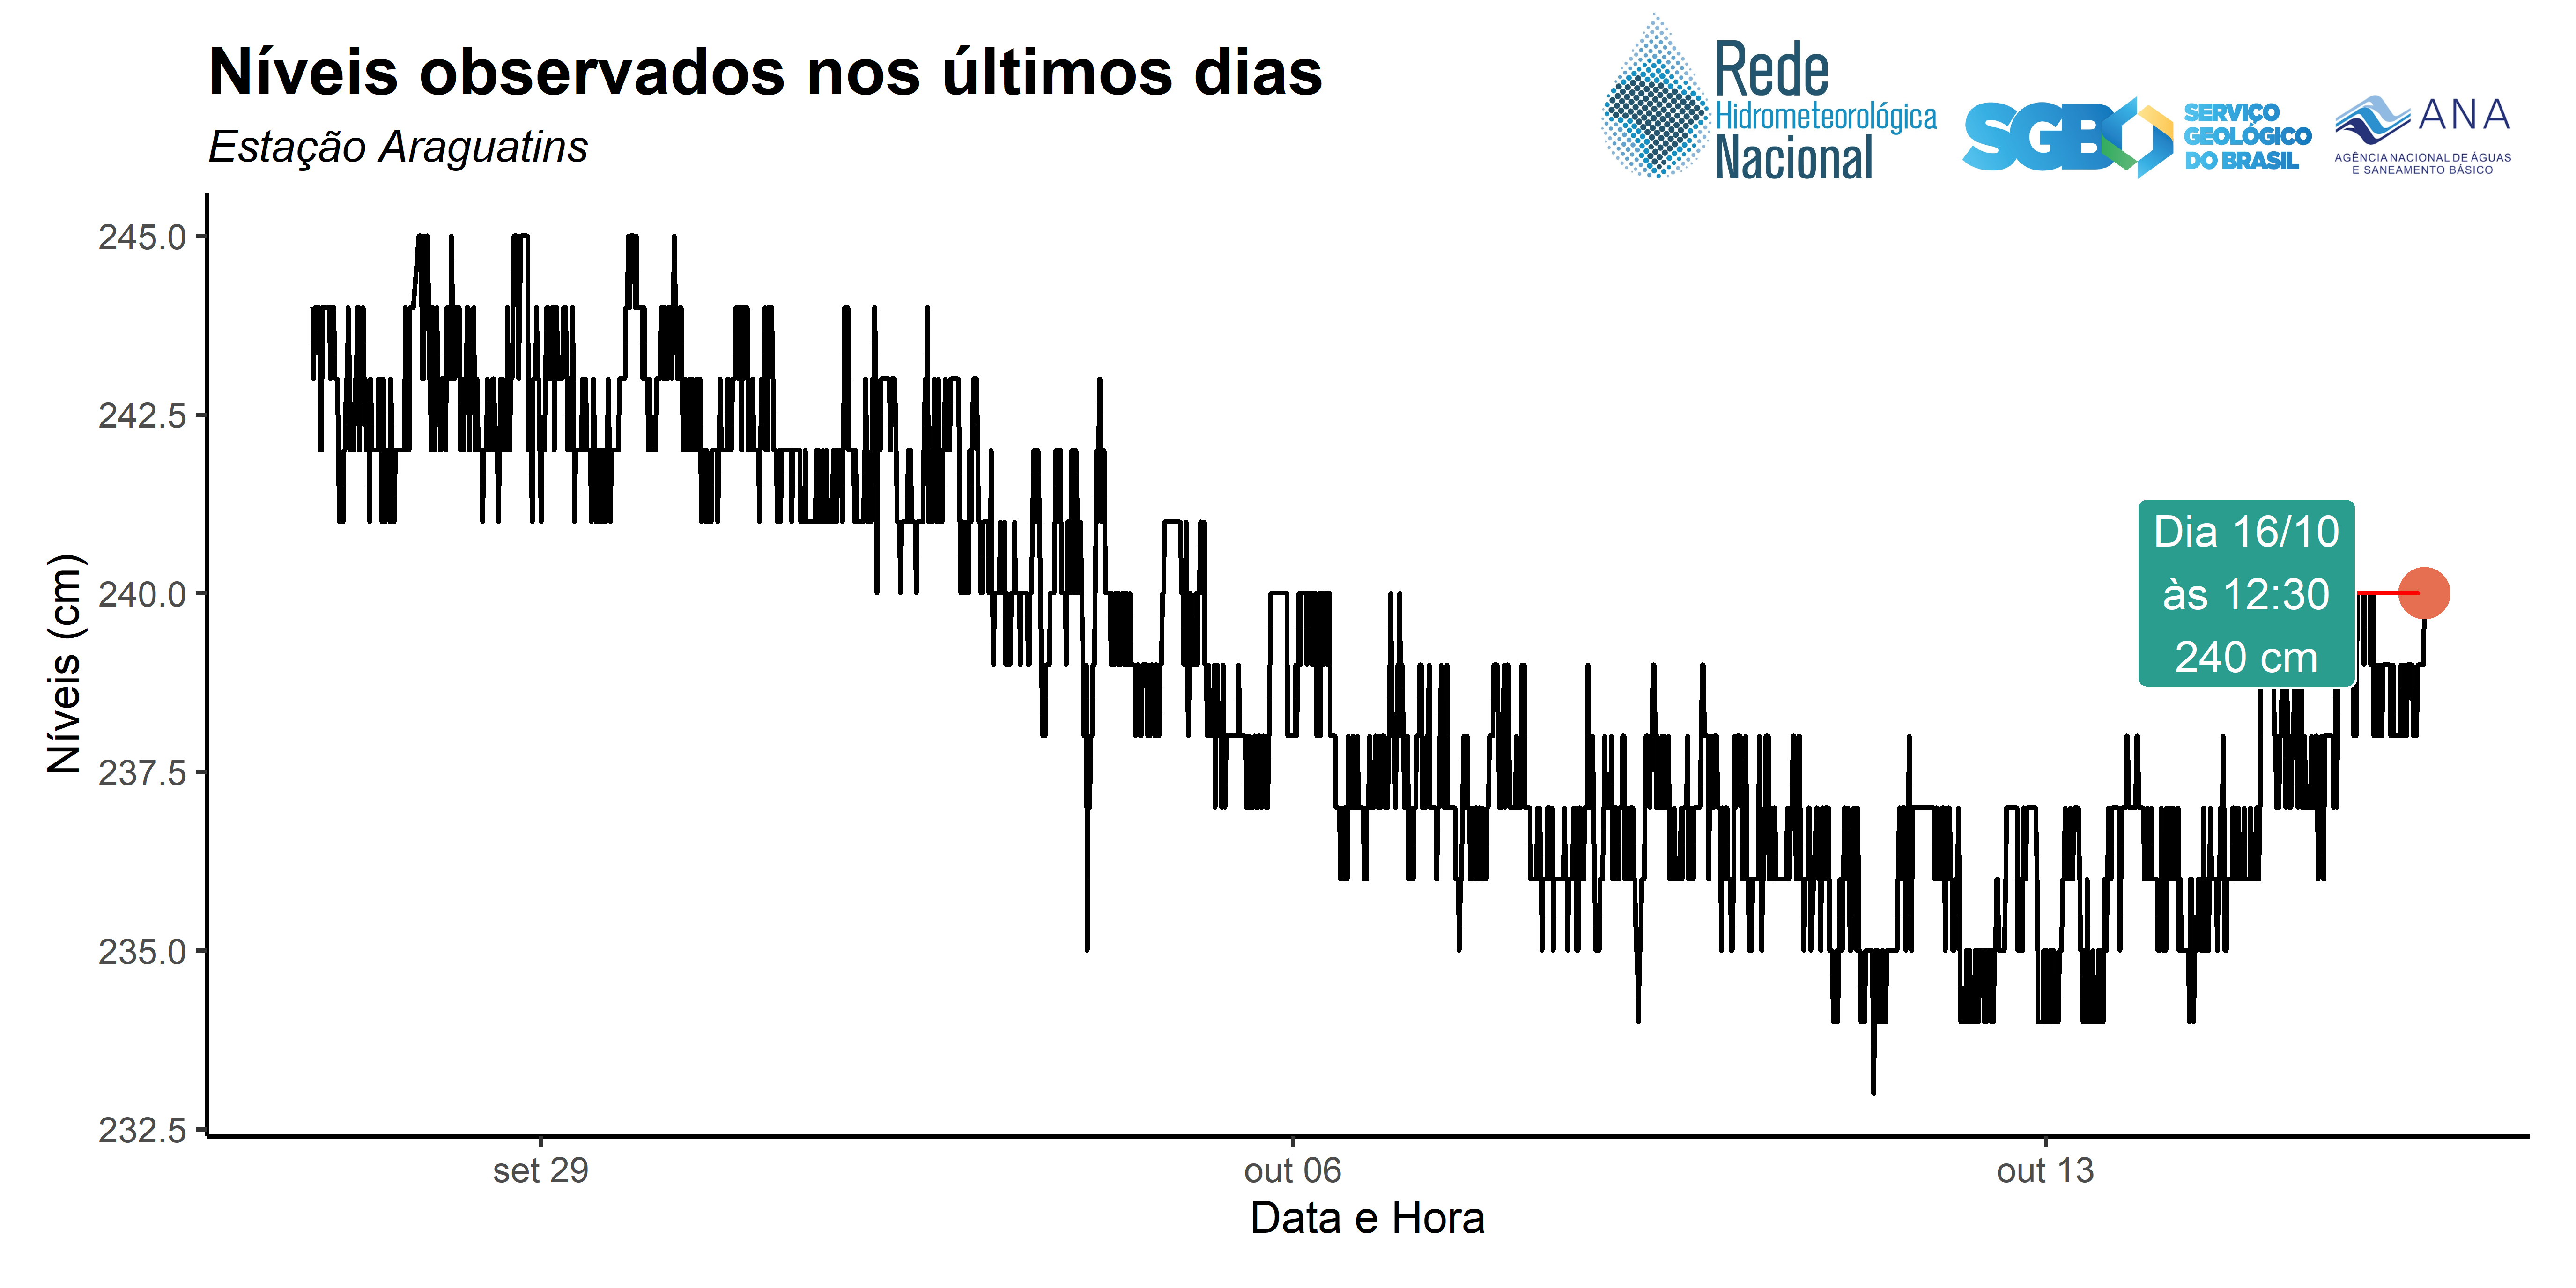 Níveis observados nos últimos dias
Estação Araguatins
Rede
Hidrometeorológica
Nacional
SGB
SERVIÇO
GEOLÓGICO
DO BRASIL
ANA
AGÊNCIA NACIONAL DE ÁGUAS
E SANEAMENTO BÁSICO
Níveis (cm)
245.0
242.5
240.0
237.5
235.0
232.5
Dia 16/10
às 12:30
240 cm
set 29
out 06
out 13
Data e Hora